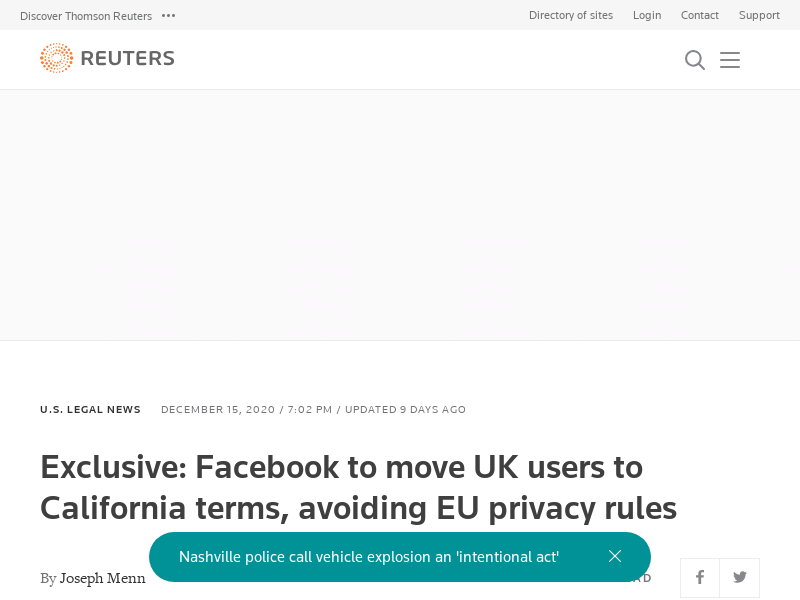 Discover Thomson Reuters
Directory of sites Login Contact Support
REUTERS
U.S. LEGAL NEWS DECEMBER 15, 2020 / 7:02 PM / UPDATED 9 DAYS AGO
Exclusive: Facebook to move UK users to
California terms, avoiding EU privacy rules
Nashville police call vehicle explosion an 'intentional act'
By Joseph Menn